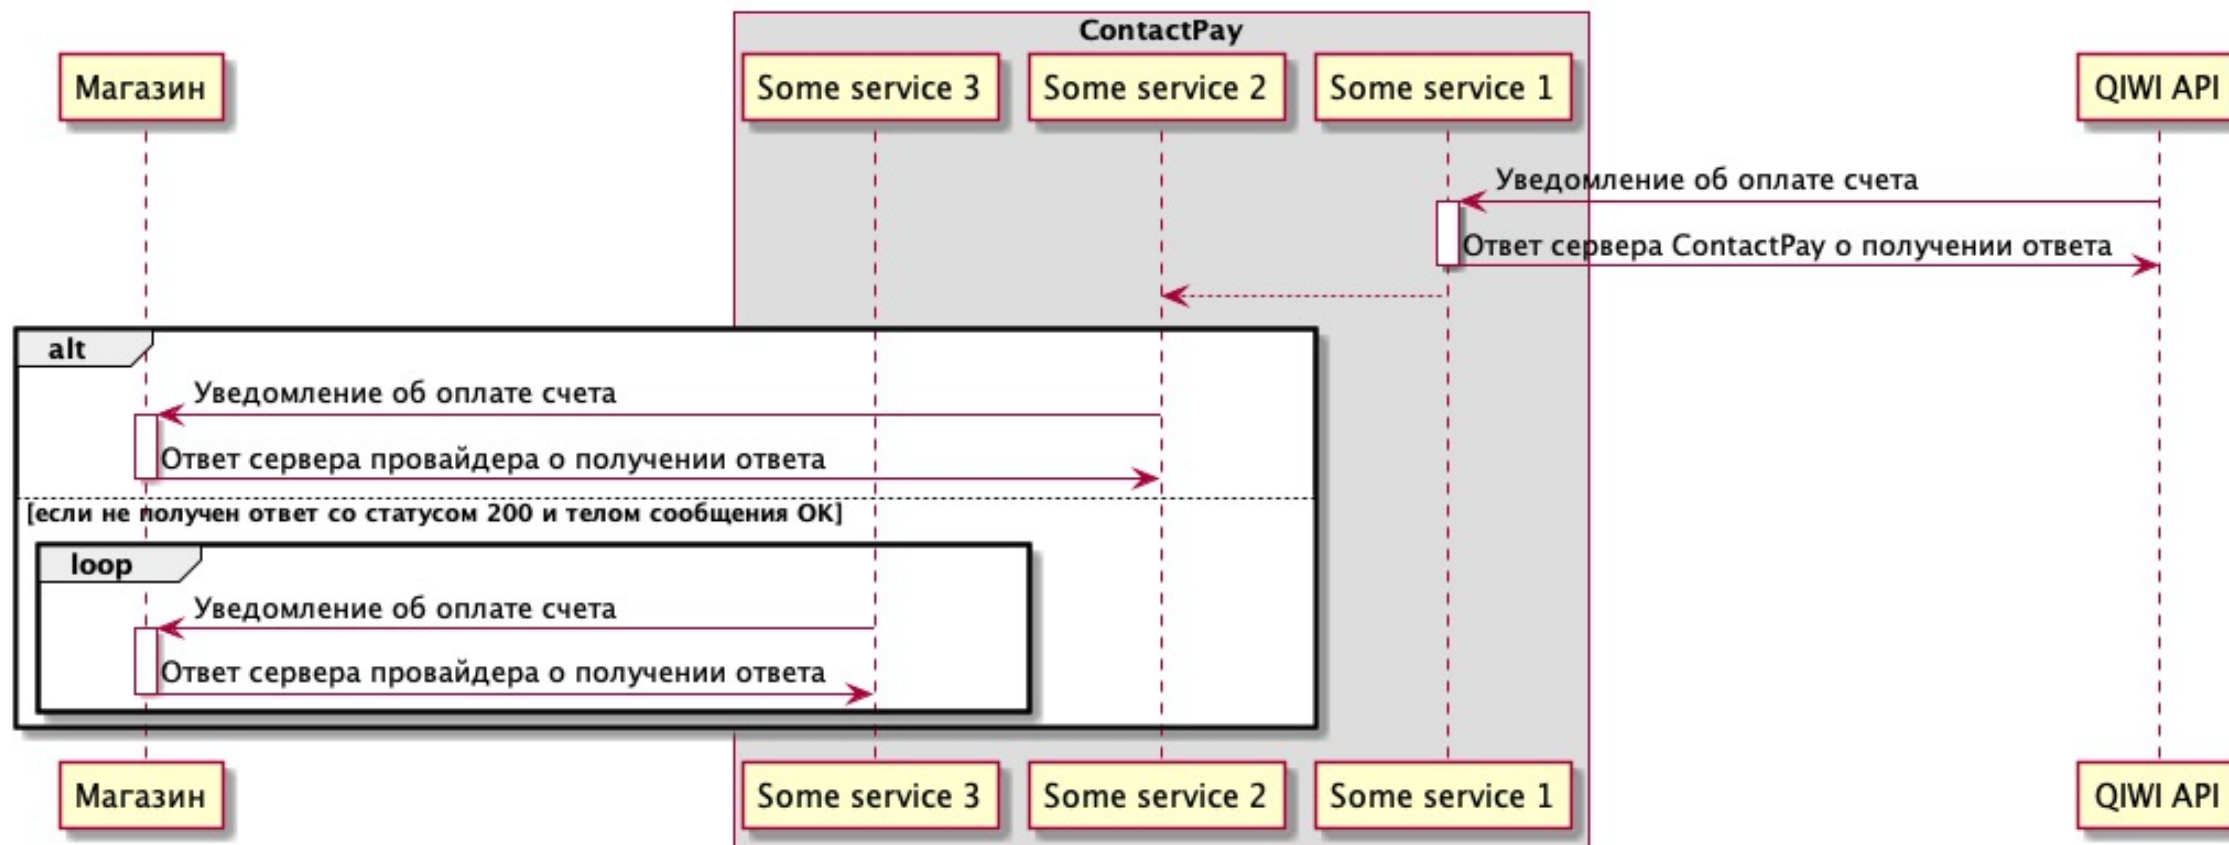 ContactPay
Магазин
Some service 3
Some service 2
Some service 1
QIWI API
Уведомление об оплате счета
Ответ сервера ContactPay о получении ответа
alt
Уведомление об оплате счета
Ответ сервера провайдера о получении ответа
[если не получен ответ со статусом 200 и телом сообщения OK]
loop
Уведомление об оплате счета
Ответ сервера провайдера о получении ответа
Магазин
Some service 3
Some service 2
Some service 1
QIWI API